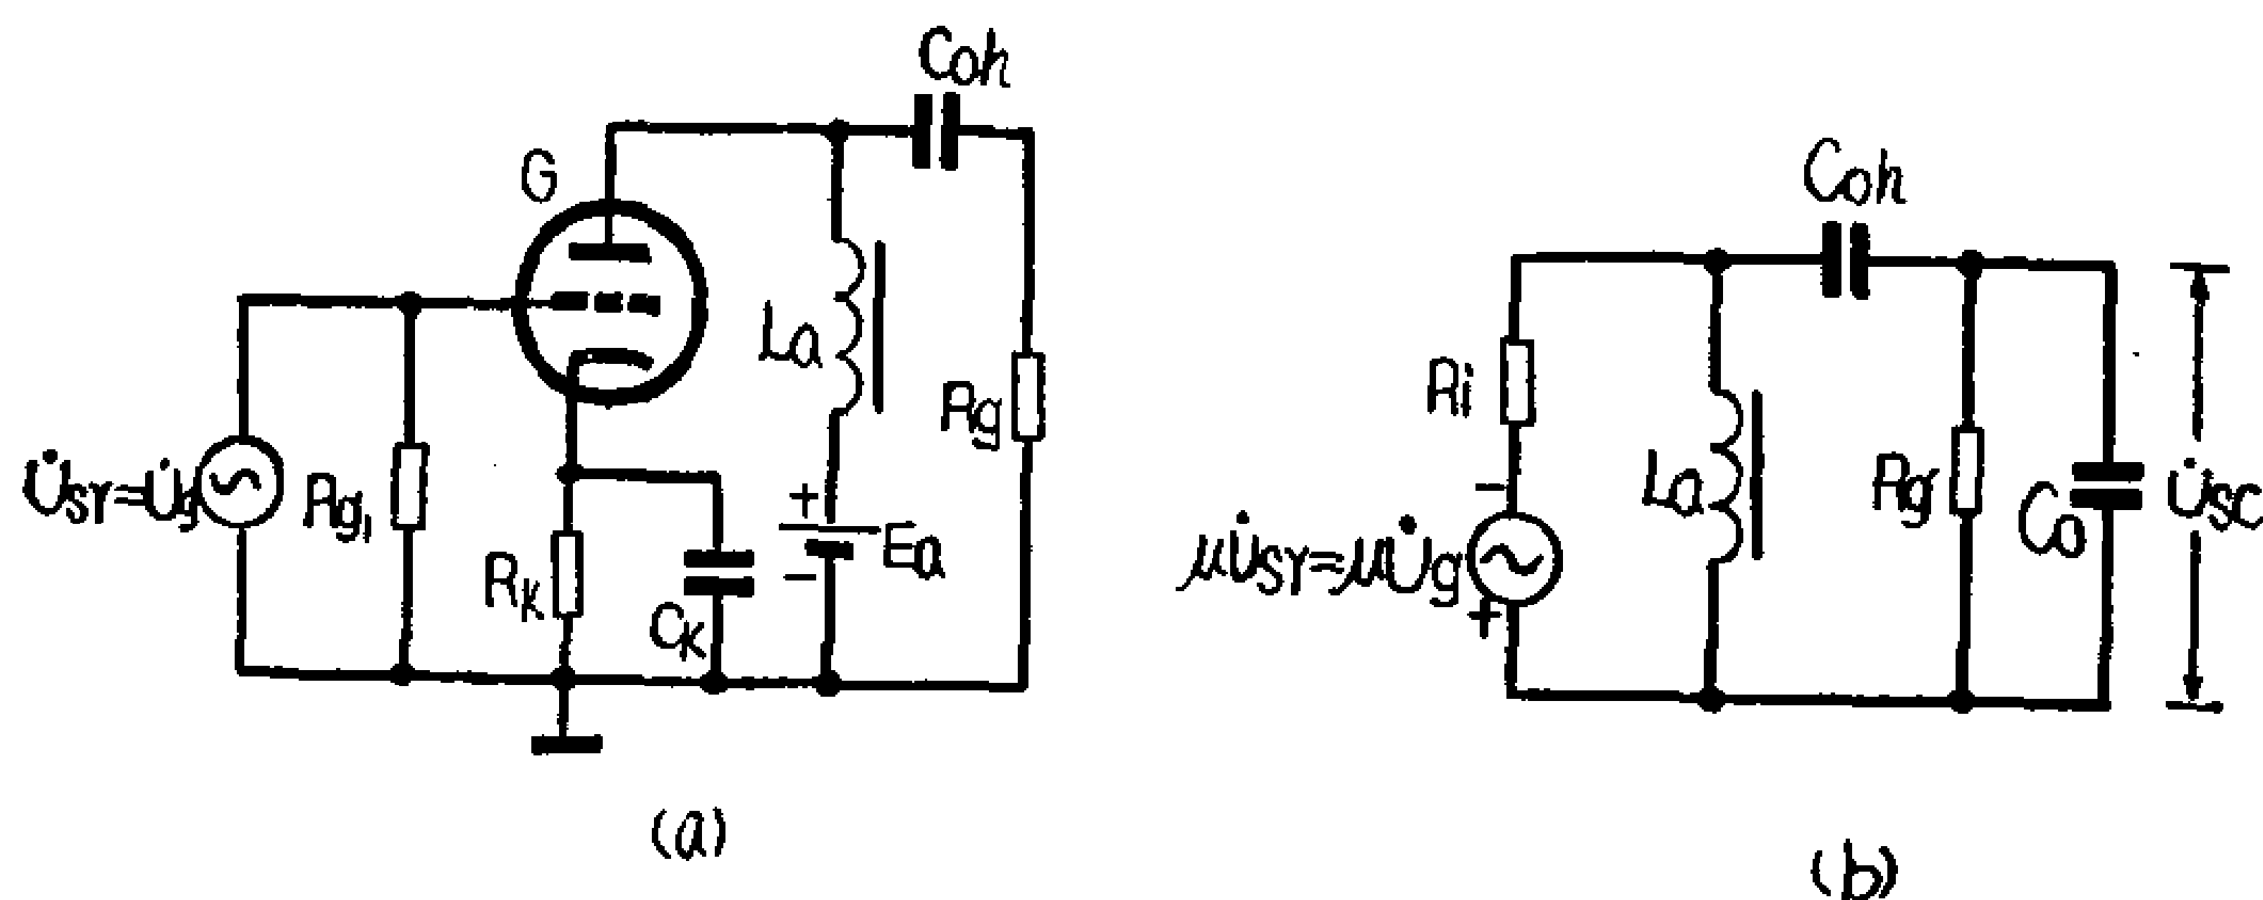 Coh
G
La
Rg
U̇sr=U̇g
Rg₁
+
Ea
−
Rk
Ck
(a)
Coh
Ri
−
La
Rg
Co
U̇sc
μU̇sr=μU̇g
+
(b)